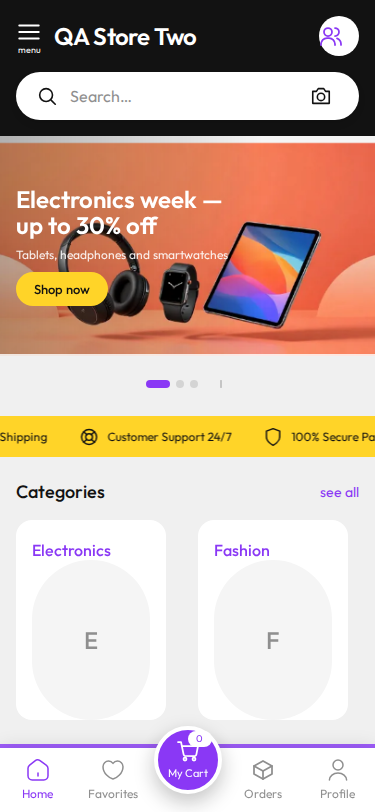 menu
QA Store Two
Search...
Electronics week —
up to 30% off
Tablets, headphones and smartwatches
Shop now
Shipping
Customer Support 24/7
100% Secure Pa
Categories
see all
Electronics
Fashion
E
F
0
My Cart
Home
Favorites
Orders
Profile